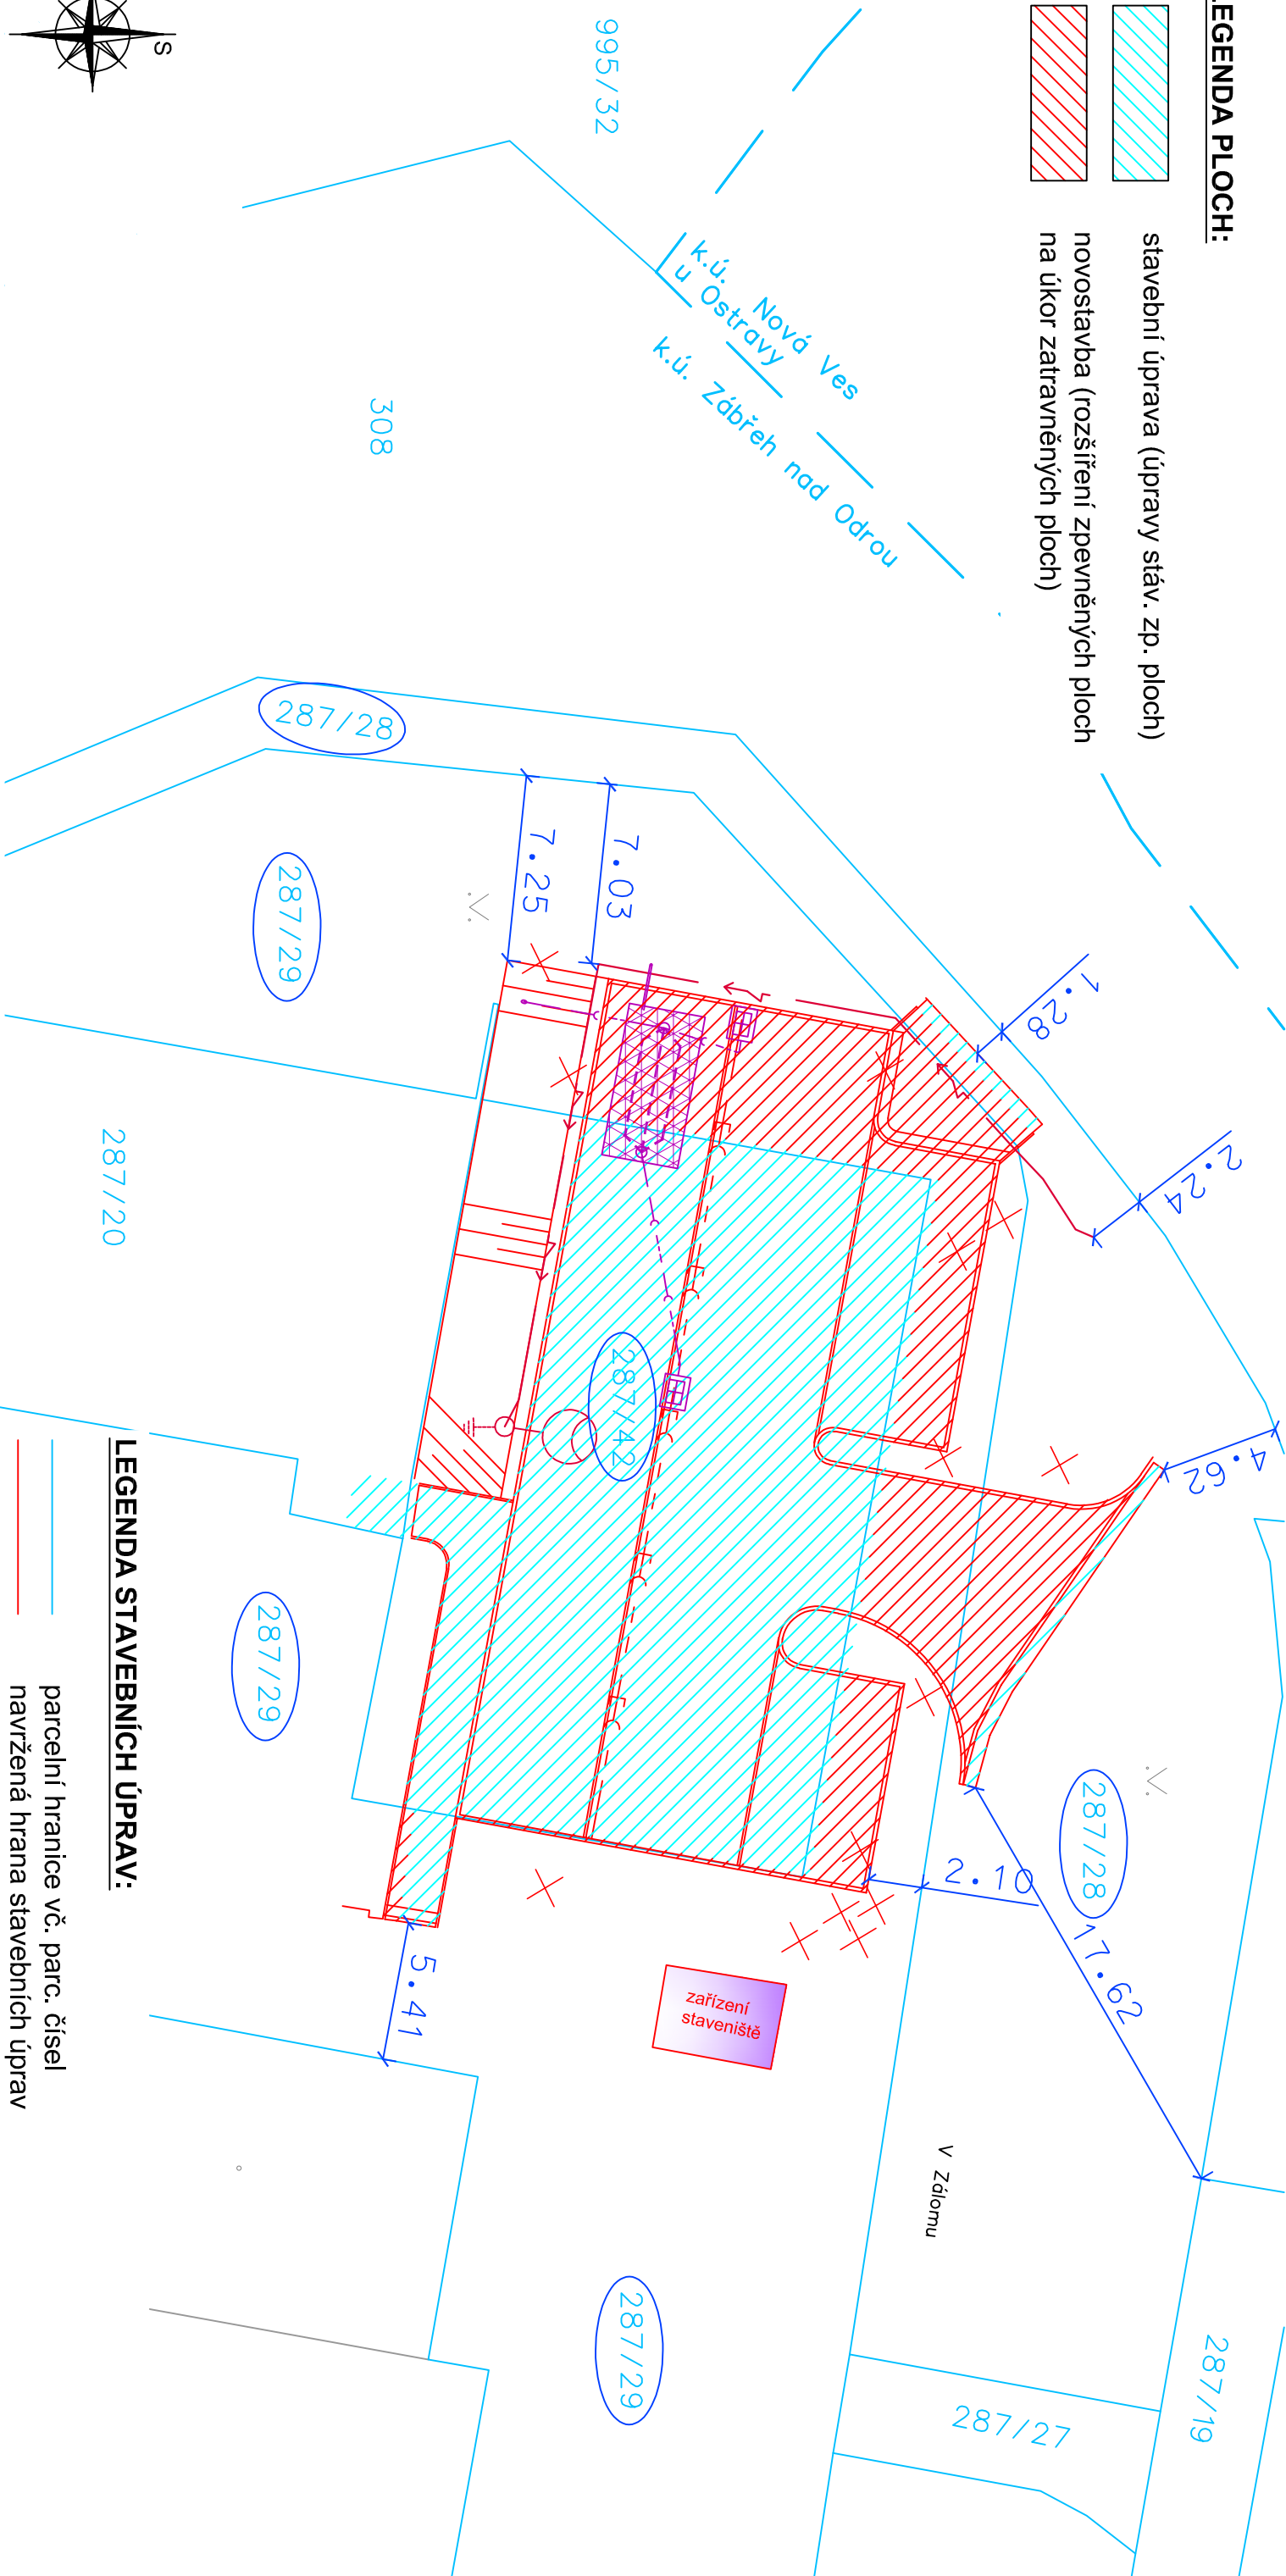 LEGENDA PLOCH:
stavební úprava (úpravy stáv. zp. ploch)
novostavba (rozšíření zpevněných ploch
na úkor zatravněných ploch)
S
995/32
k.ú. Nová Ves
u Ostravy
k.ú. Zábřeh nad Odrou
308
287/28
287/29
7.03
7.25
1.28
2.24
4.62
287/20
287/42
287/29
287/28
2.10
17.62
5.41
zařízení
staveniště
V Zálomu
287/29
287/27
287/19
LEGENDA STAVEBNÍCH ÚPRAV:
parcelní hranice vč. parc. čísel
navržená hrana stavebních úprav